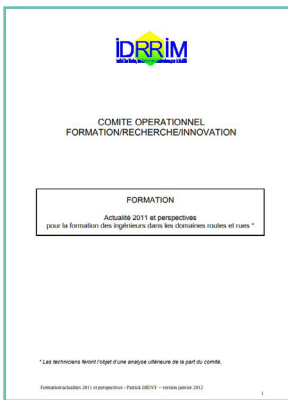 IDRRIM
COMITE OPERATIONNEL
FORMATION/RECHERCHE/INNOVATION
FORMATION
Actualité 2011 et perspectives
pour la formation des ingénieurs dans les domaines routes et rues *
* Les techniciens feront l'objet d'une analyse ultérieure de la part du comité.
Formation/actualités 2011 et perspectives - Patrick DIENY – version janvier 2012
1